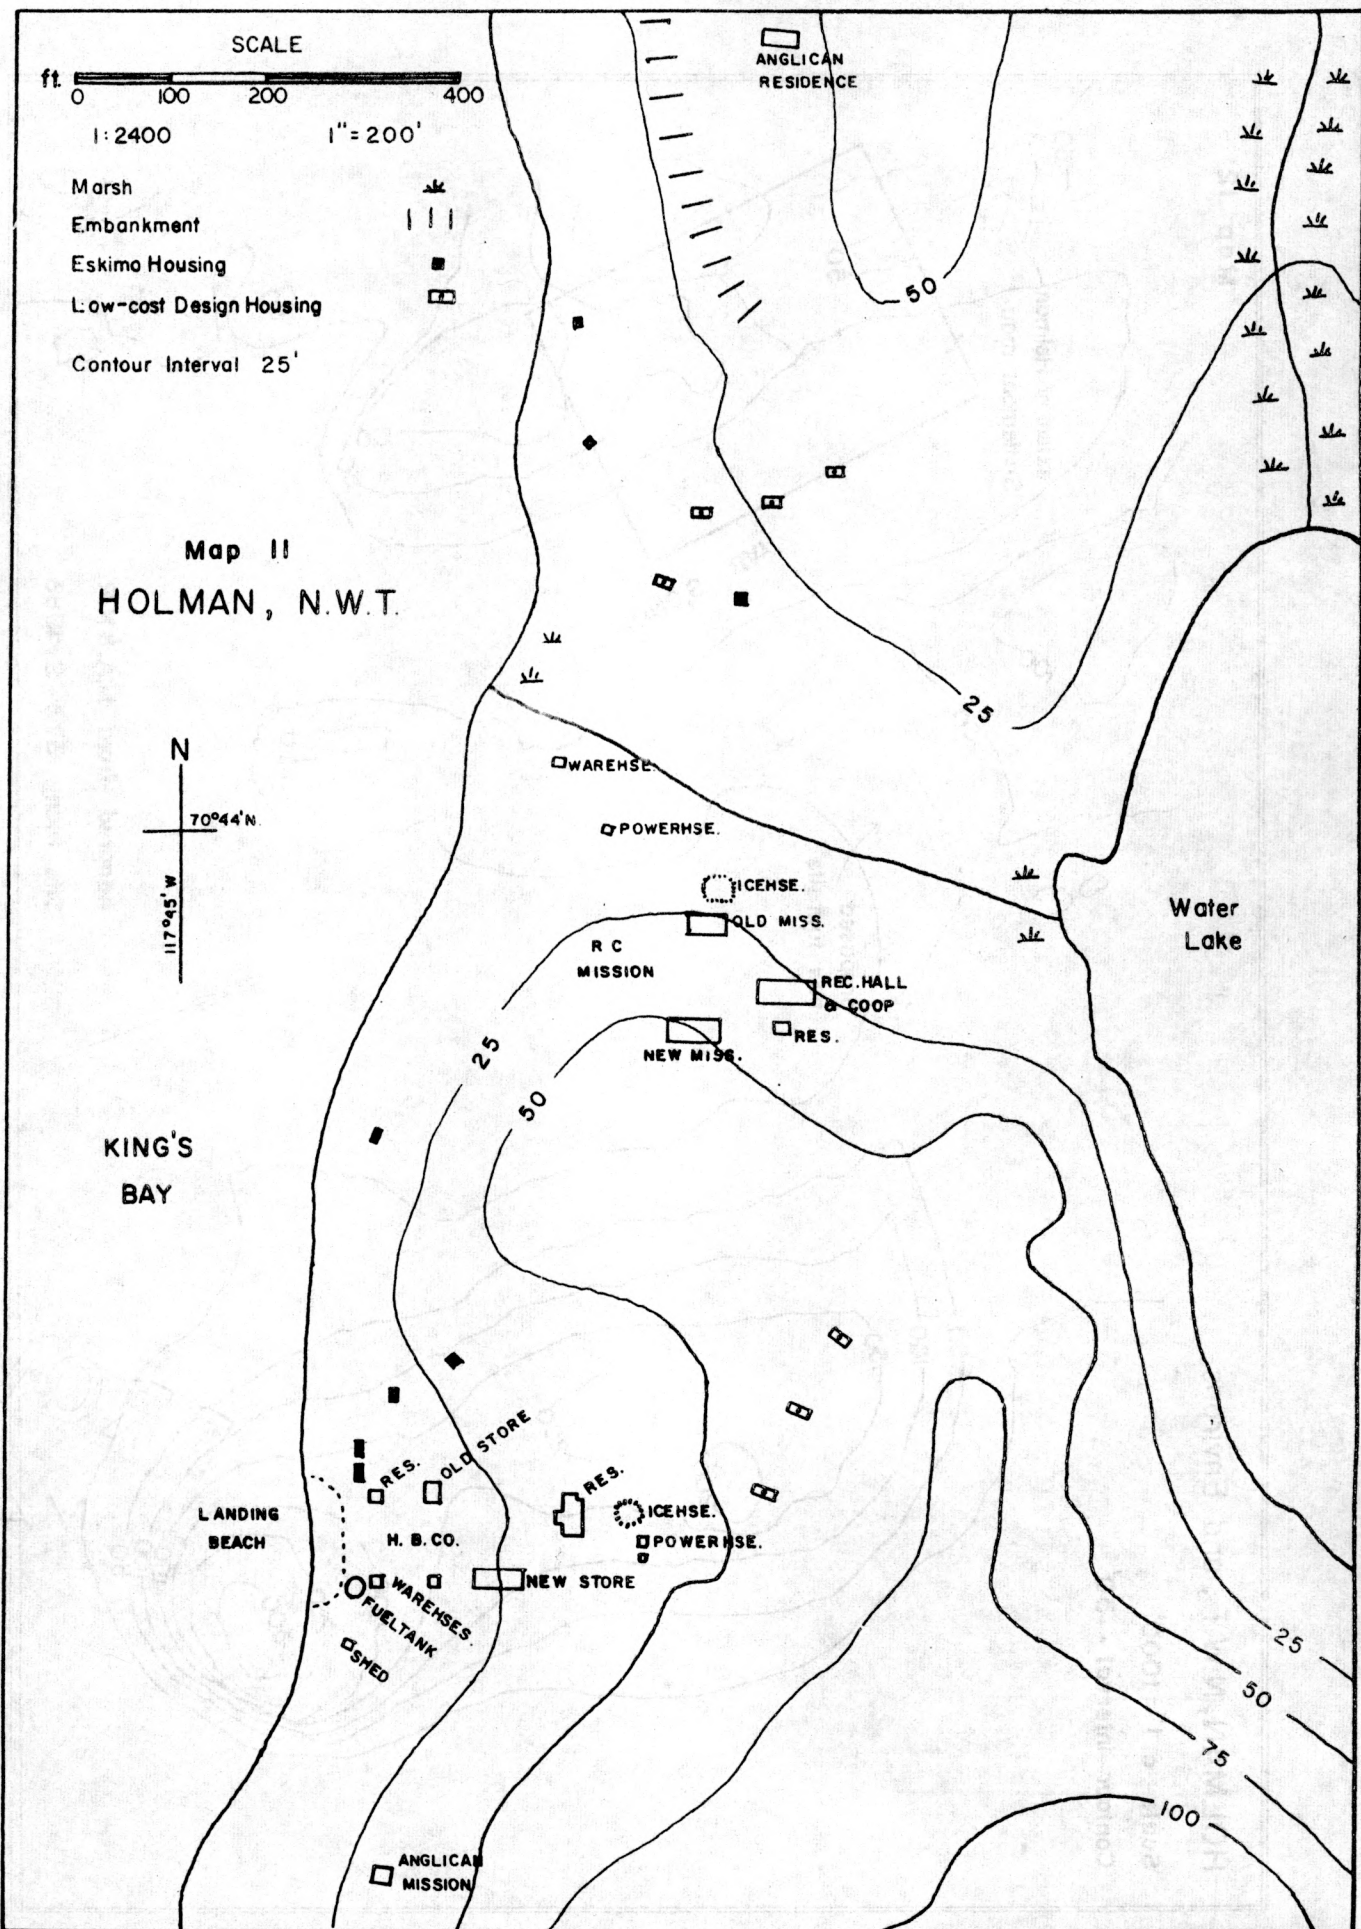 SCALE
ft. 0 100 200 400
1:2400 1"=200'
Marsh
Embankment
Eskimo Housing
Low-cost Design Housing
Contour Interval 25'
ANGLICAN
RESIDENCE
50
Map 11
HOLMAN, N.W.T.
25
N
70°44'N.
117°45'W
WAREHSE.
POWERHSE.
ICEHSE.
OLD MISS.
R C
MISSION
REC. HALL
& COOP
RES.
NEW MISS.
Water
Lake
25
50
KING'S
BAY
RES.
OLD STORE
LANDING
BEACH
H. B. CO.
RES.
ICEHSE.
POWERHSE.
NEW STORE
WAREHSES.
FUELTANK
SHED
25
50
75
100
ANGLICAN
MISSION